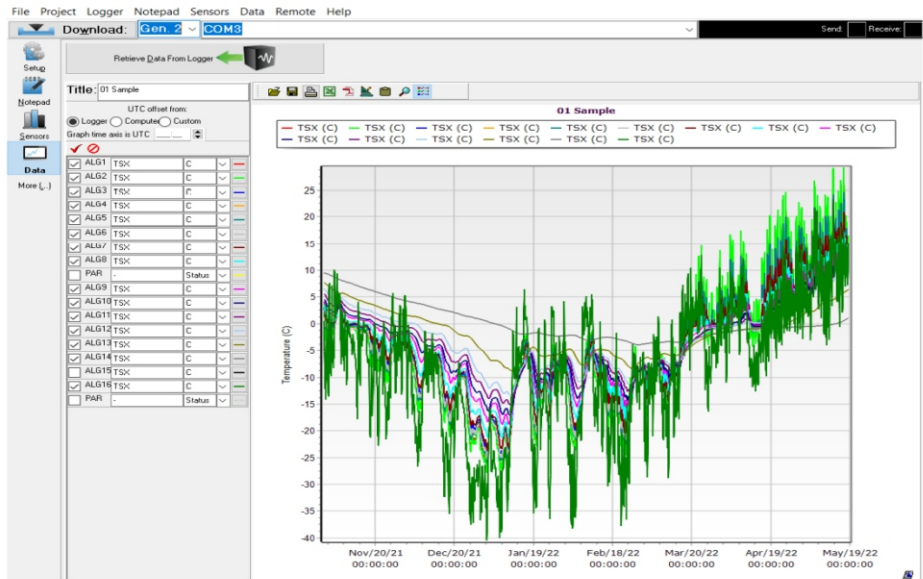 File Project Logger Notepad Sensors Data Remote Help
Download: Gen. 2 COM3 Send: Receive:
Setup
Retrieve Data From Logger
Notepad
Sensors
Data
More (...)
Title: 01 Sample
UTC offset from:
Logger Computer Custom
Graph time axis is UTC __:__
ALG1 TSX C
ALG2 TSX C
ALG3 TSX C
ALG4 TSX C
ALG5 TSX C
ALG6 TSX C
ALG7 TSX C
ALG8 TSX C
PAR - Status
ALG9 TSX C
ALG10 TSX C
ALG11 TSX C
ALG12 TSX C
ALG13 TSX C
ALG14 TSX C
ALG15 TSX C
ALG16 TSX C
PAR - Status
01 Sample
TSX (C) TSX (C) TSX (C) TSX (C) TSX (C) TSX (C) TSX (C) TSX (C) TSX (C)
TSX (C) TSX (C) TSX (C) TSX (C) TSX (C) TSX (C)
Temperature (C)
25
20
15
10
5
0
-5
-10
-15
-20
-25
-30
-35
-40
Nov/20/21 Dec/20/21 Jan/19/22 Feb/18/22 Mar/20/22 Apr/19/22 May/19/22
00:00:00 00:00:00 00:00:00 00:00:00 00:00:00 00:00:00 00:00:00